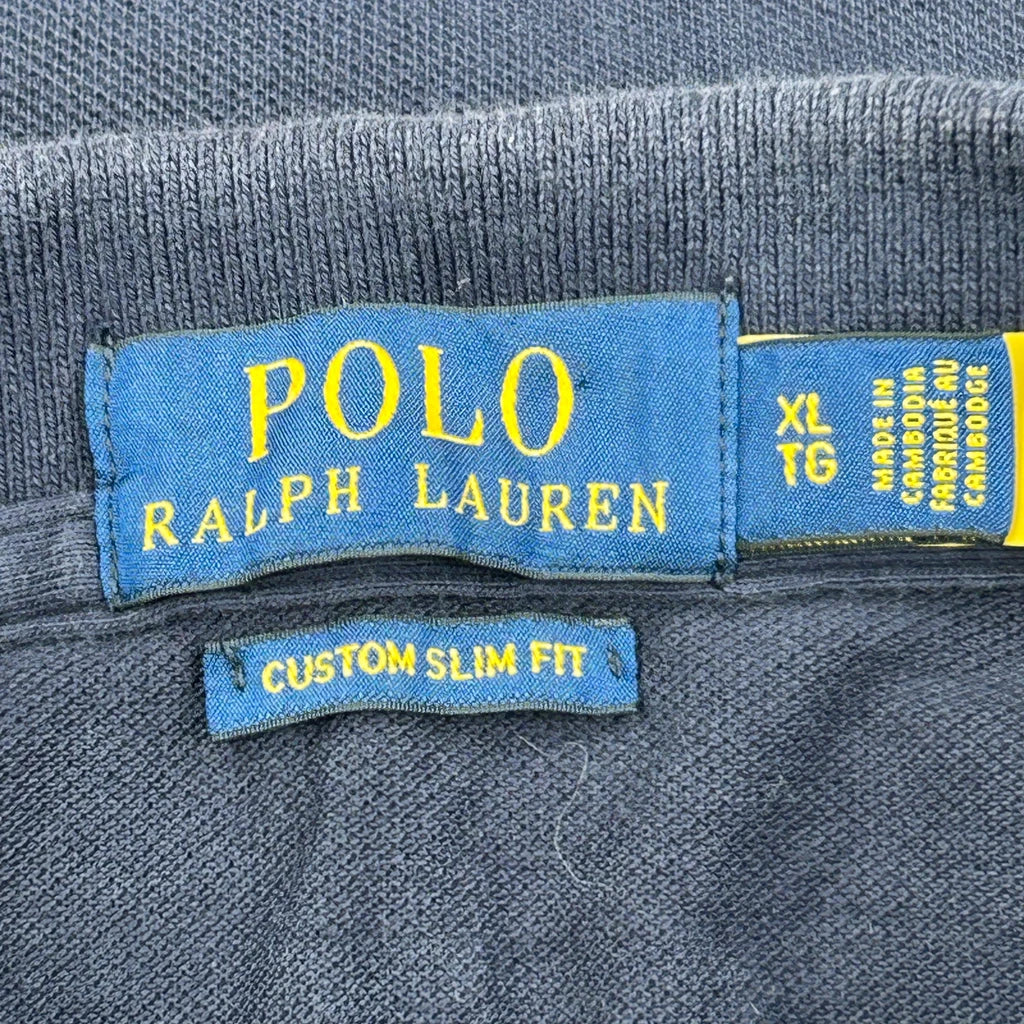 POLO
RALPH LAUREN
XL
TG
MADE IN
CAMBODIA
FABRIQUÉ AU
CAMBODGE
CUSTOM SLIM FIT